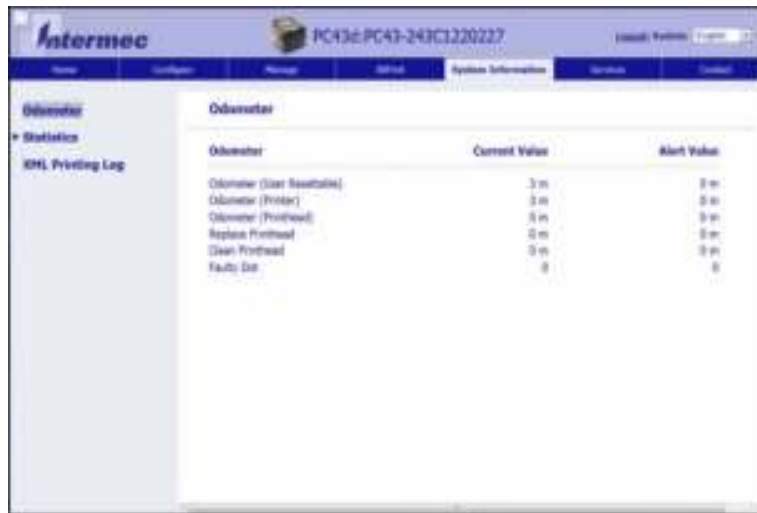 Intermec
PC43d:PC43-243C1220227
Home Configure Manage System Information Services Contact
Odometer
Statistics
XML Printing Log
Odometer
Odometer Current Value Alert Value
Odometer (User Resettable) 3 m 0 m
Odometer (Printer) 3 m 0 m
Odometer (Printhead) 0 m
Replace Printhead 0 m 0 m
Clean Printhead 0 m 0 m
Faulty Dot 0 0